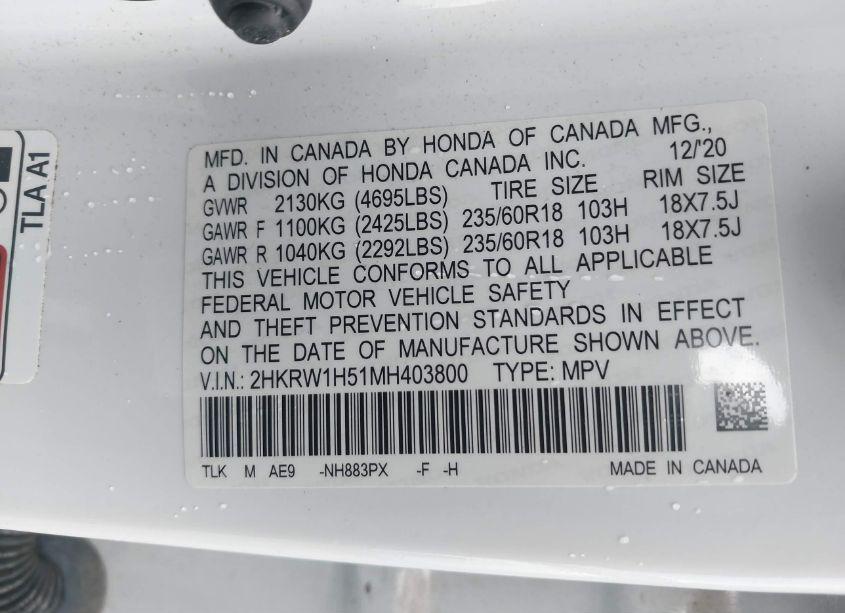 TLA A1
MFD. IN CANADA BY HONDA OF CANADA MFG.,
A DIVISION OF HONDA CANADA INC. 12/'20
GVWR 2130KG (4695LBS) TIRE SIZE RIM SIZE
GAWR F 1100KG (2425LBS) 235/60R18 103H 18X7.5J
GAWR R 1040KG (2292LBS) 235/60R18 103H 18X7.5J
THIS VEHICLE CONFORMS TO ALL APPLICABLE
FEDERAL MOTOR VEHICLE SAFETY
AND THEFT PREVENTION STANDARDS IN EFFECT
ON THE DATE OF MANUFACTURE SHOWN ABOVE.
V.I.N.: 2HKRW1H51MH403800 TYPE: MPV
TLK M AE9 -NH883PX -F -H MADE IN CANADA